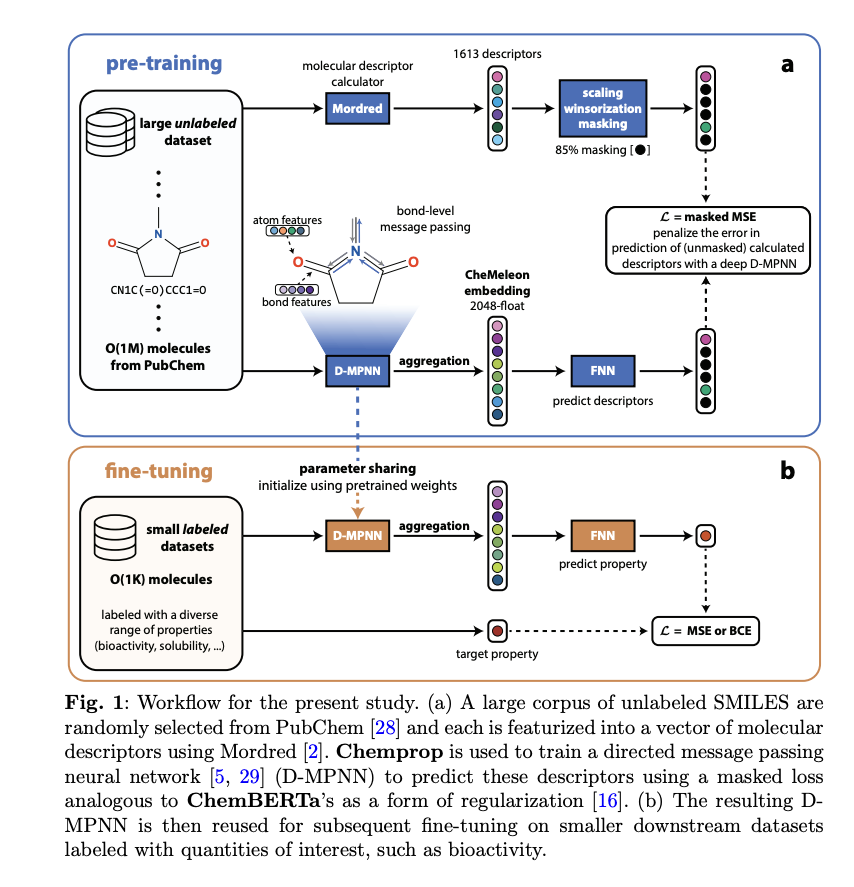 pre-training
a
large unlabeled
dataset
N
O
O
CN1C(=O)CCC1=O
O(1M) molecules
from PubChem
molecular descriptor
calculator
Mordred
1613 descriptors
scaling
winsorization
masking
85% masking [●]
atom features
bond features
bond-level
message passing
N
O
O
D-MPNN
aggregation
CheMeleon
embedding
2048-float
FNN
predict descriptors
ℒ = masked MSE
penalize the error in
prediction of (unmasked) calculated
descriptors with a deep D-MPNN
fine-tuning
b
parameter sharing
initialize using pretrained weights
small labeled
datasets
O(1K) molecules
labeled with a diverse
range of properties
(bioactivity, solubility, ...)
D-MPNN
aggregation
FNN
predict property
target property
ℒ = MSE or BCE
Fig. 1: Workflow for the present study. (a) A large corpus of unlabeled SMILES are
randomly selected from PubChem [28] and each is featurized into a vector of molecular
descriptors using Mordred [2]. Chemprop is used to train a directed message passing
neural network [5, 29] (D-MPNN) to predict these descriptors using a masked loss
analogous to ChemBERTa's as a form of regularization [16]. (b) The resulting D-
MPNN is then reused for subsequent fine-tuning on smaller downstream datasets
labeled with quantities of interest, such as bioactivity.